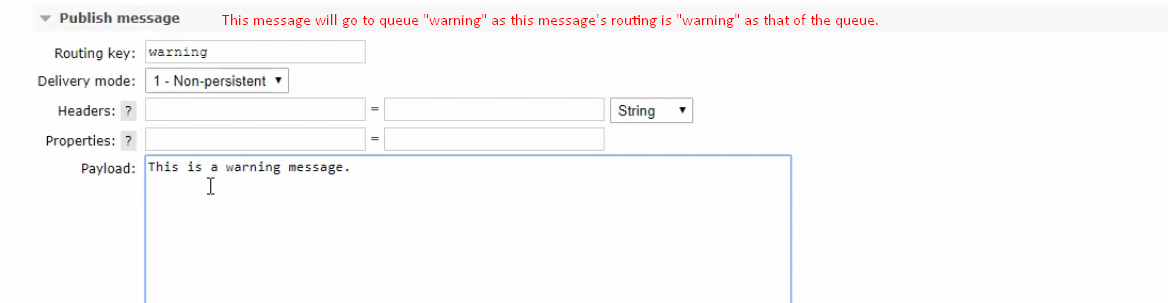 Publish message This message will go to queue "warning" as this message's routing is "warning" as that of the queue.
Routing key: warning
Delivery mode: 1 - Non-persistent
Headers: ? = String
Properties: ? =
Payload: This is a warning message.